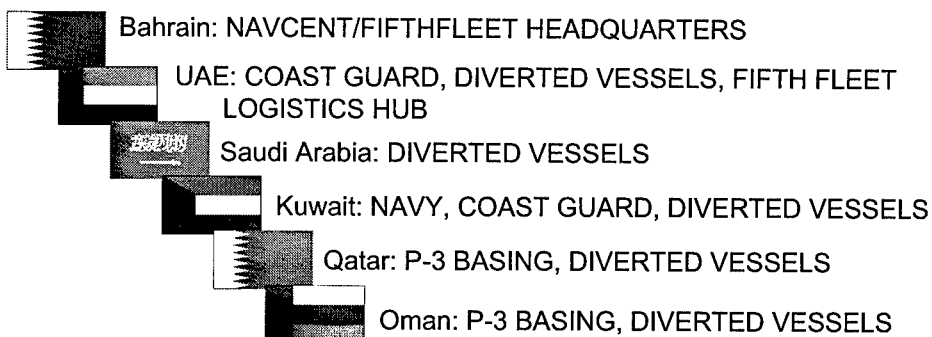 Bahrain: NAVCENT/FIFTHFLEET HEADQUARTERS
UAE: COAST GUARD, DIVERTED VESSELS, FIFTH FLEET
LOGISTICS HUB
Saudi Arabia: DIVERTED VESSELS
Kuwait: NAVY, COAST GUARD, DIVERTED VESSELS
Qatar: P-3 BASING, DIVERTED VESSELS
Oman: P-3 BASING, DIVERTED VESSELS